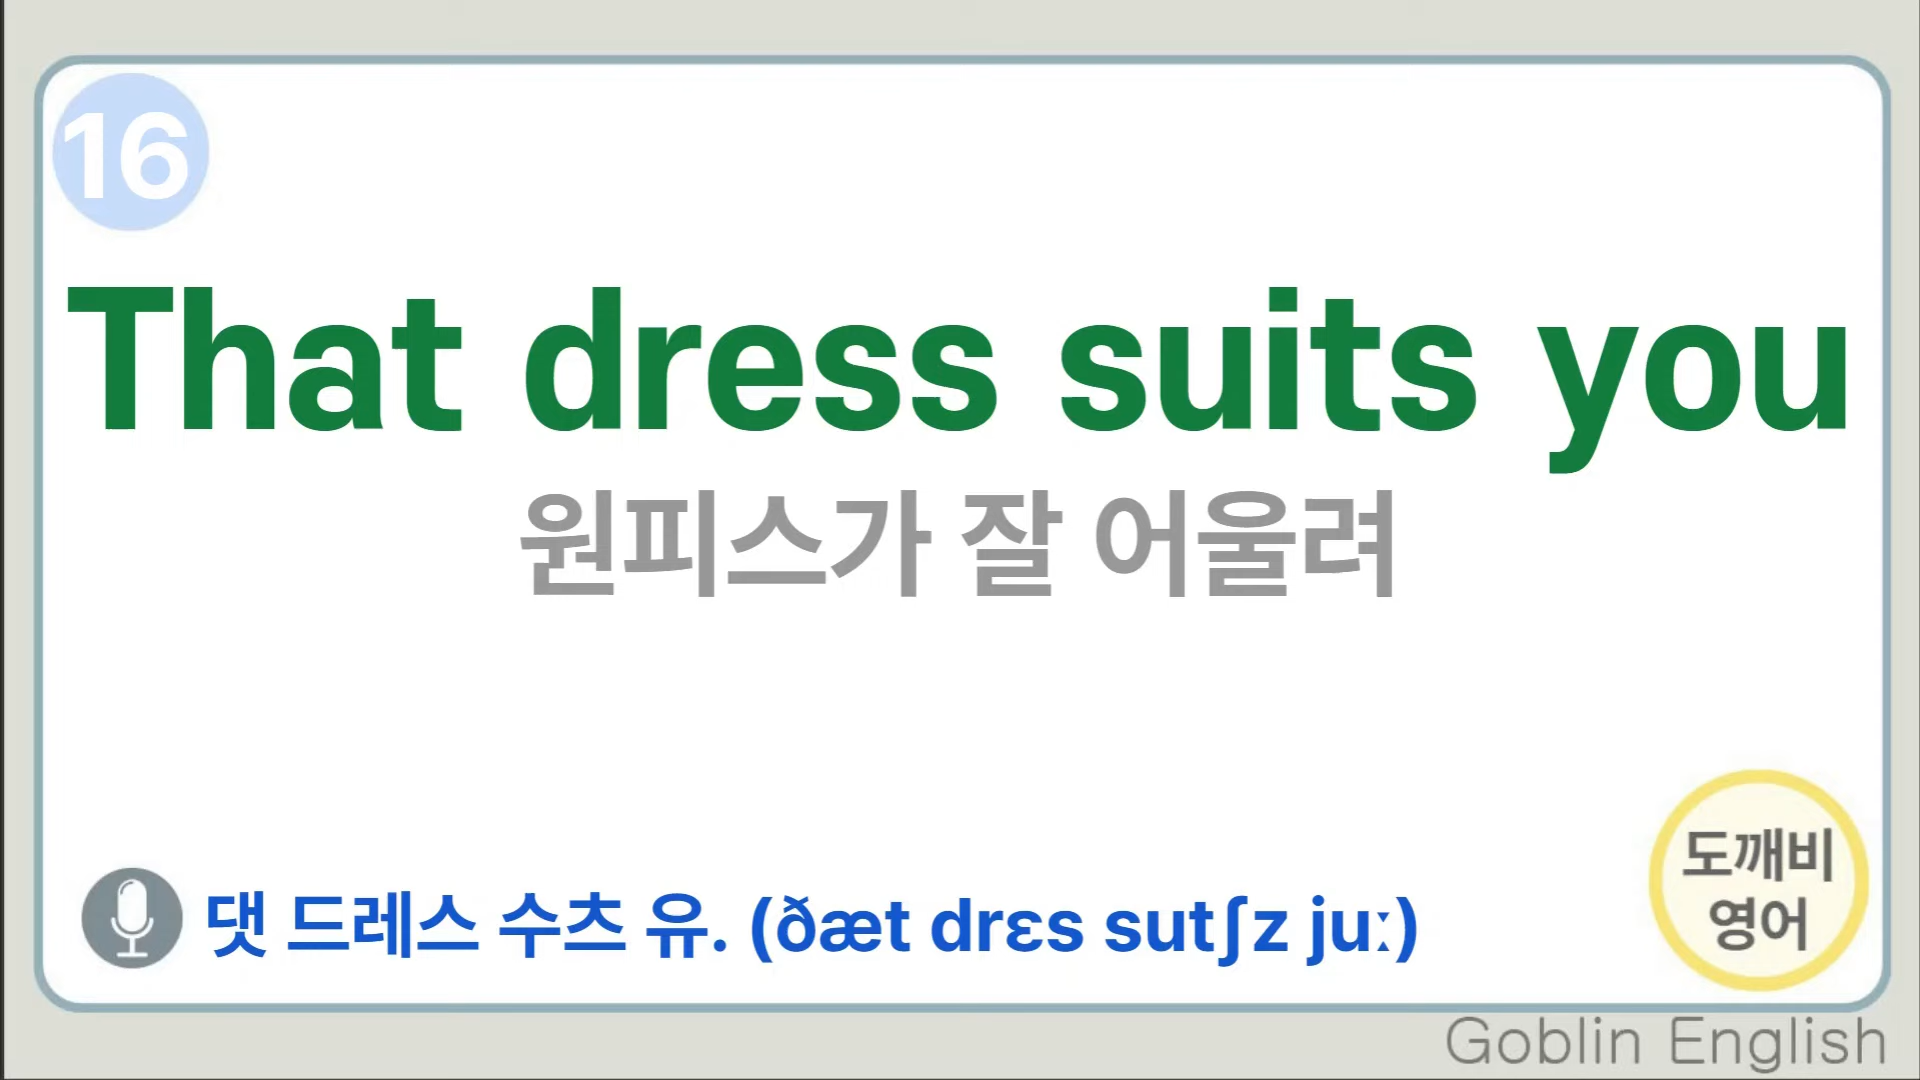 16
That dress suits you
원피스가 잘 어울려
댓 드레스 수츠 유. (ðæt drɛs sutʃz juː)
도깨비
영어
Goblin English